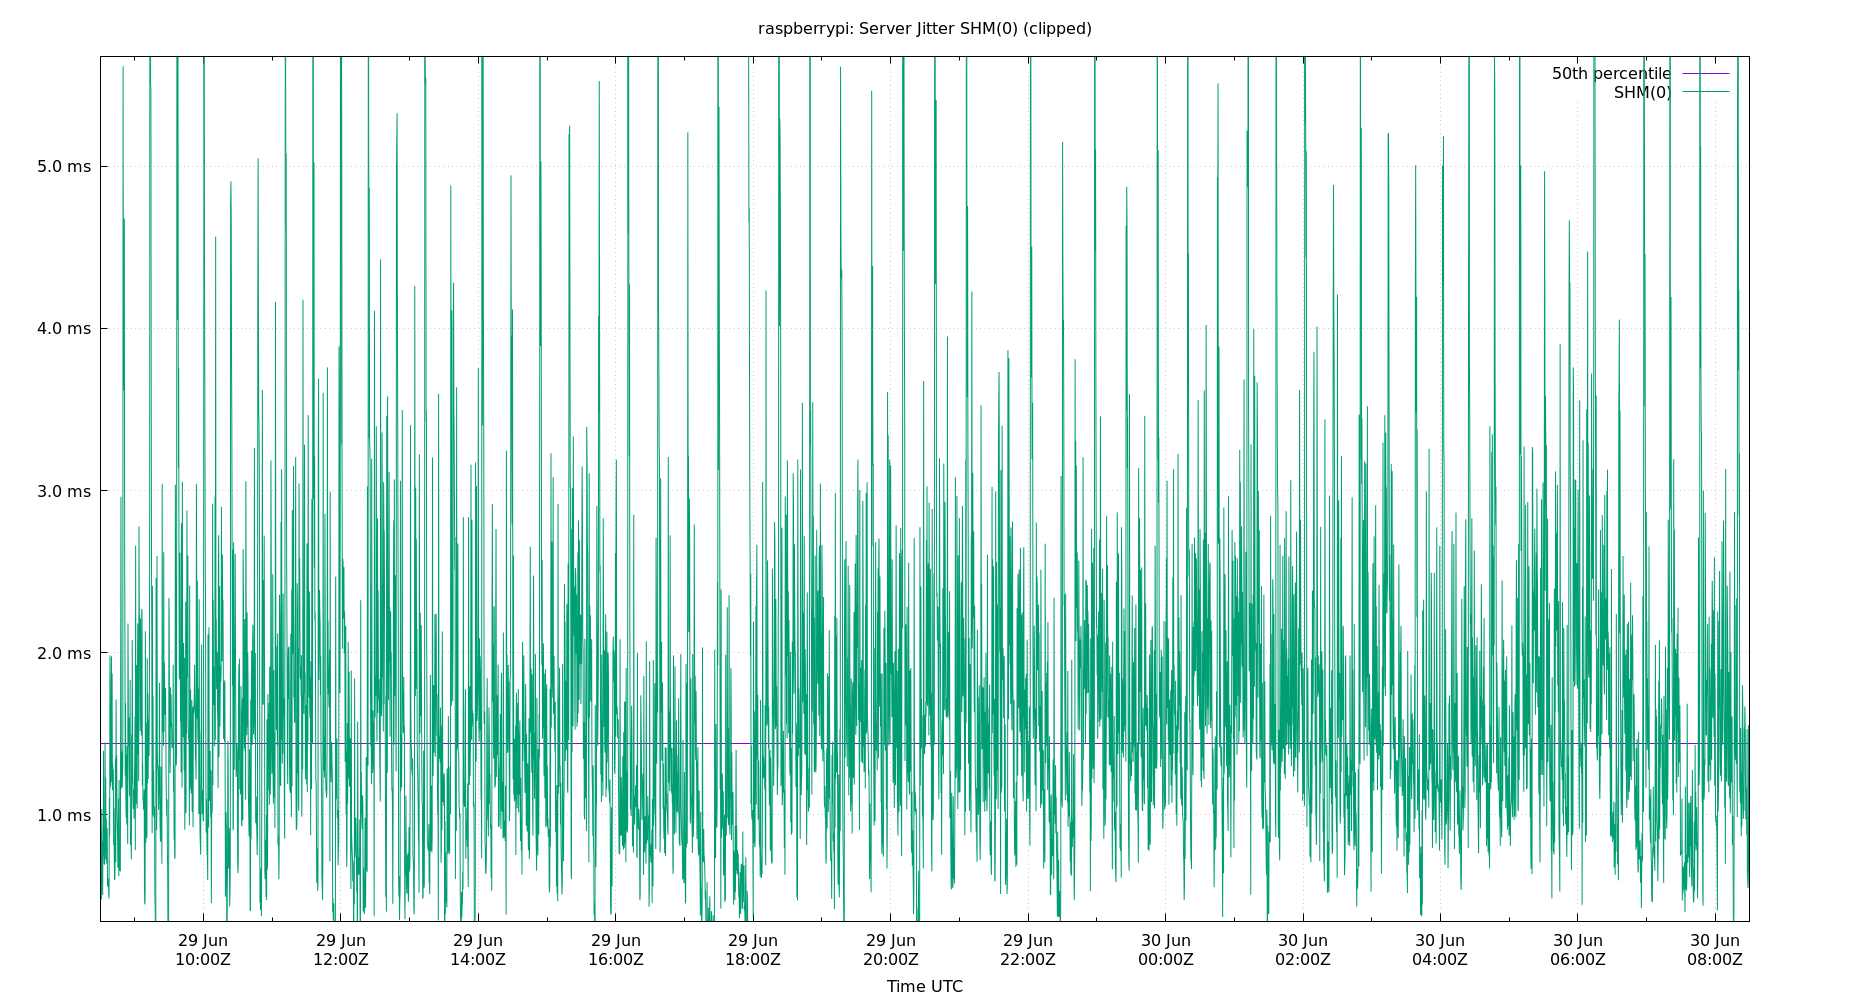 raspberrypi: Server Jitter SHM(0) (clipped)
50th percentile
SHM(0)
5.0 ms
4.0 ms
3.0 ms
2.0 ms
1.0 ms
29 Jun 29 Jun 29 Jun 29 Jun 29 Jun 29 Jun 29 Jun 30 Jun 30 Jun 30 Jun 30 Jun 30 Jun
10:00Z 12:00Z 14:00Z 16:00Z 18:00Z 20:00Z 22:00Z 00:00Z 02:00Z 04:00Z 06:00Z 08:00Z
Time UTC